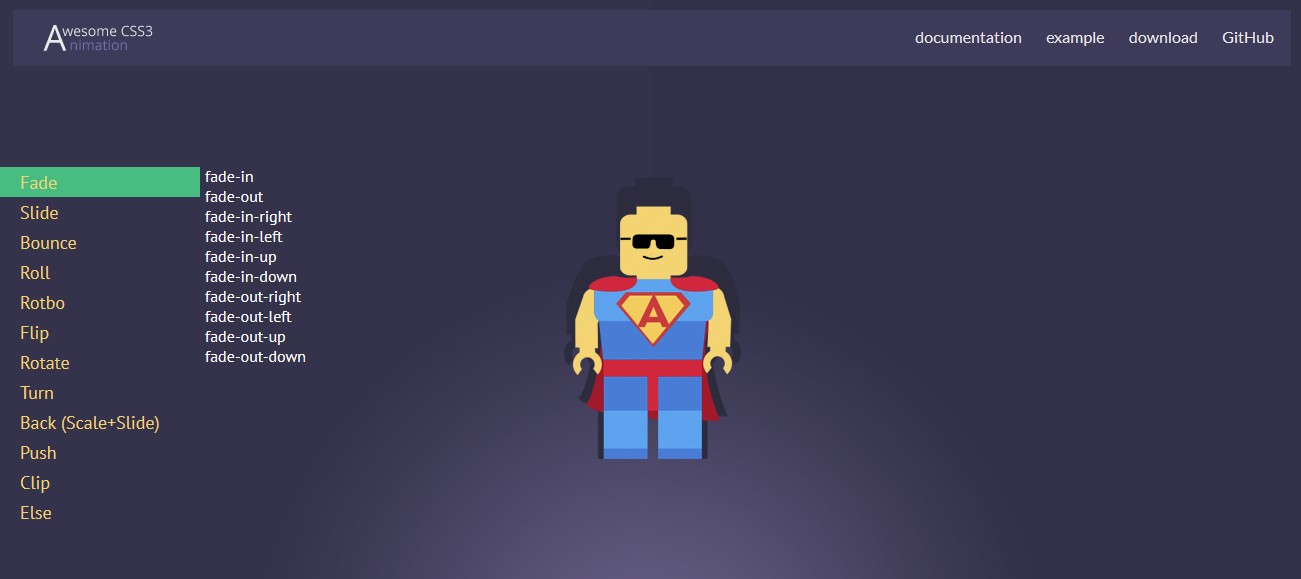 Awesome CSS3
Animation
documentation example download GitHub
Fade
Slide
Bounce
Roll
Rotbo
Flip
Rotate
Turn
Back (Scale+Slide)
Push
Clip
Else
fade-in
fade-out
fade-in-right
fade-in-left
fade-in-up
fade-in-down
fade-out-right
fade-out-left
fade-out-up
fade-out-down
A